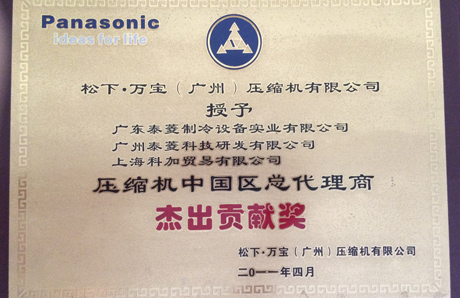 Panasonic
ideas for life
松下·万宝（广州）压缩机有限公司
授予
广东泰菱制冷设备实业有限公司
广州泰菱科技研发有限公司
上海科加贸易有限公司
压缩机中国区总代理商
杰出贡献奖
松下·万宝（广州）压缩机有限公司
二〇一一年四月